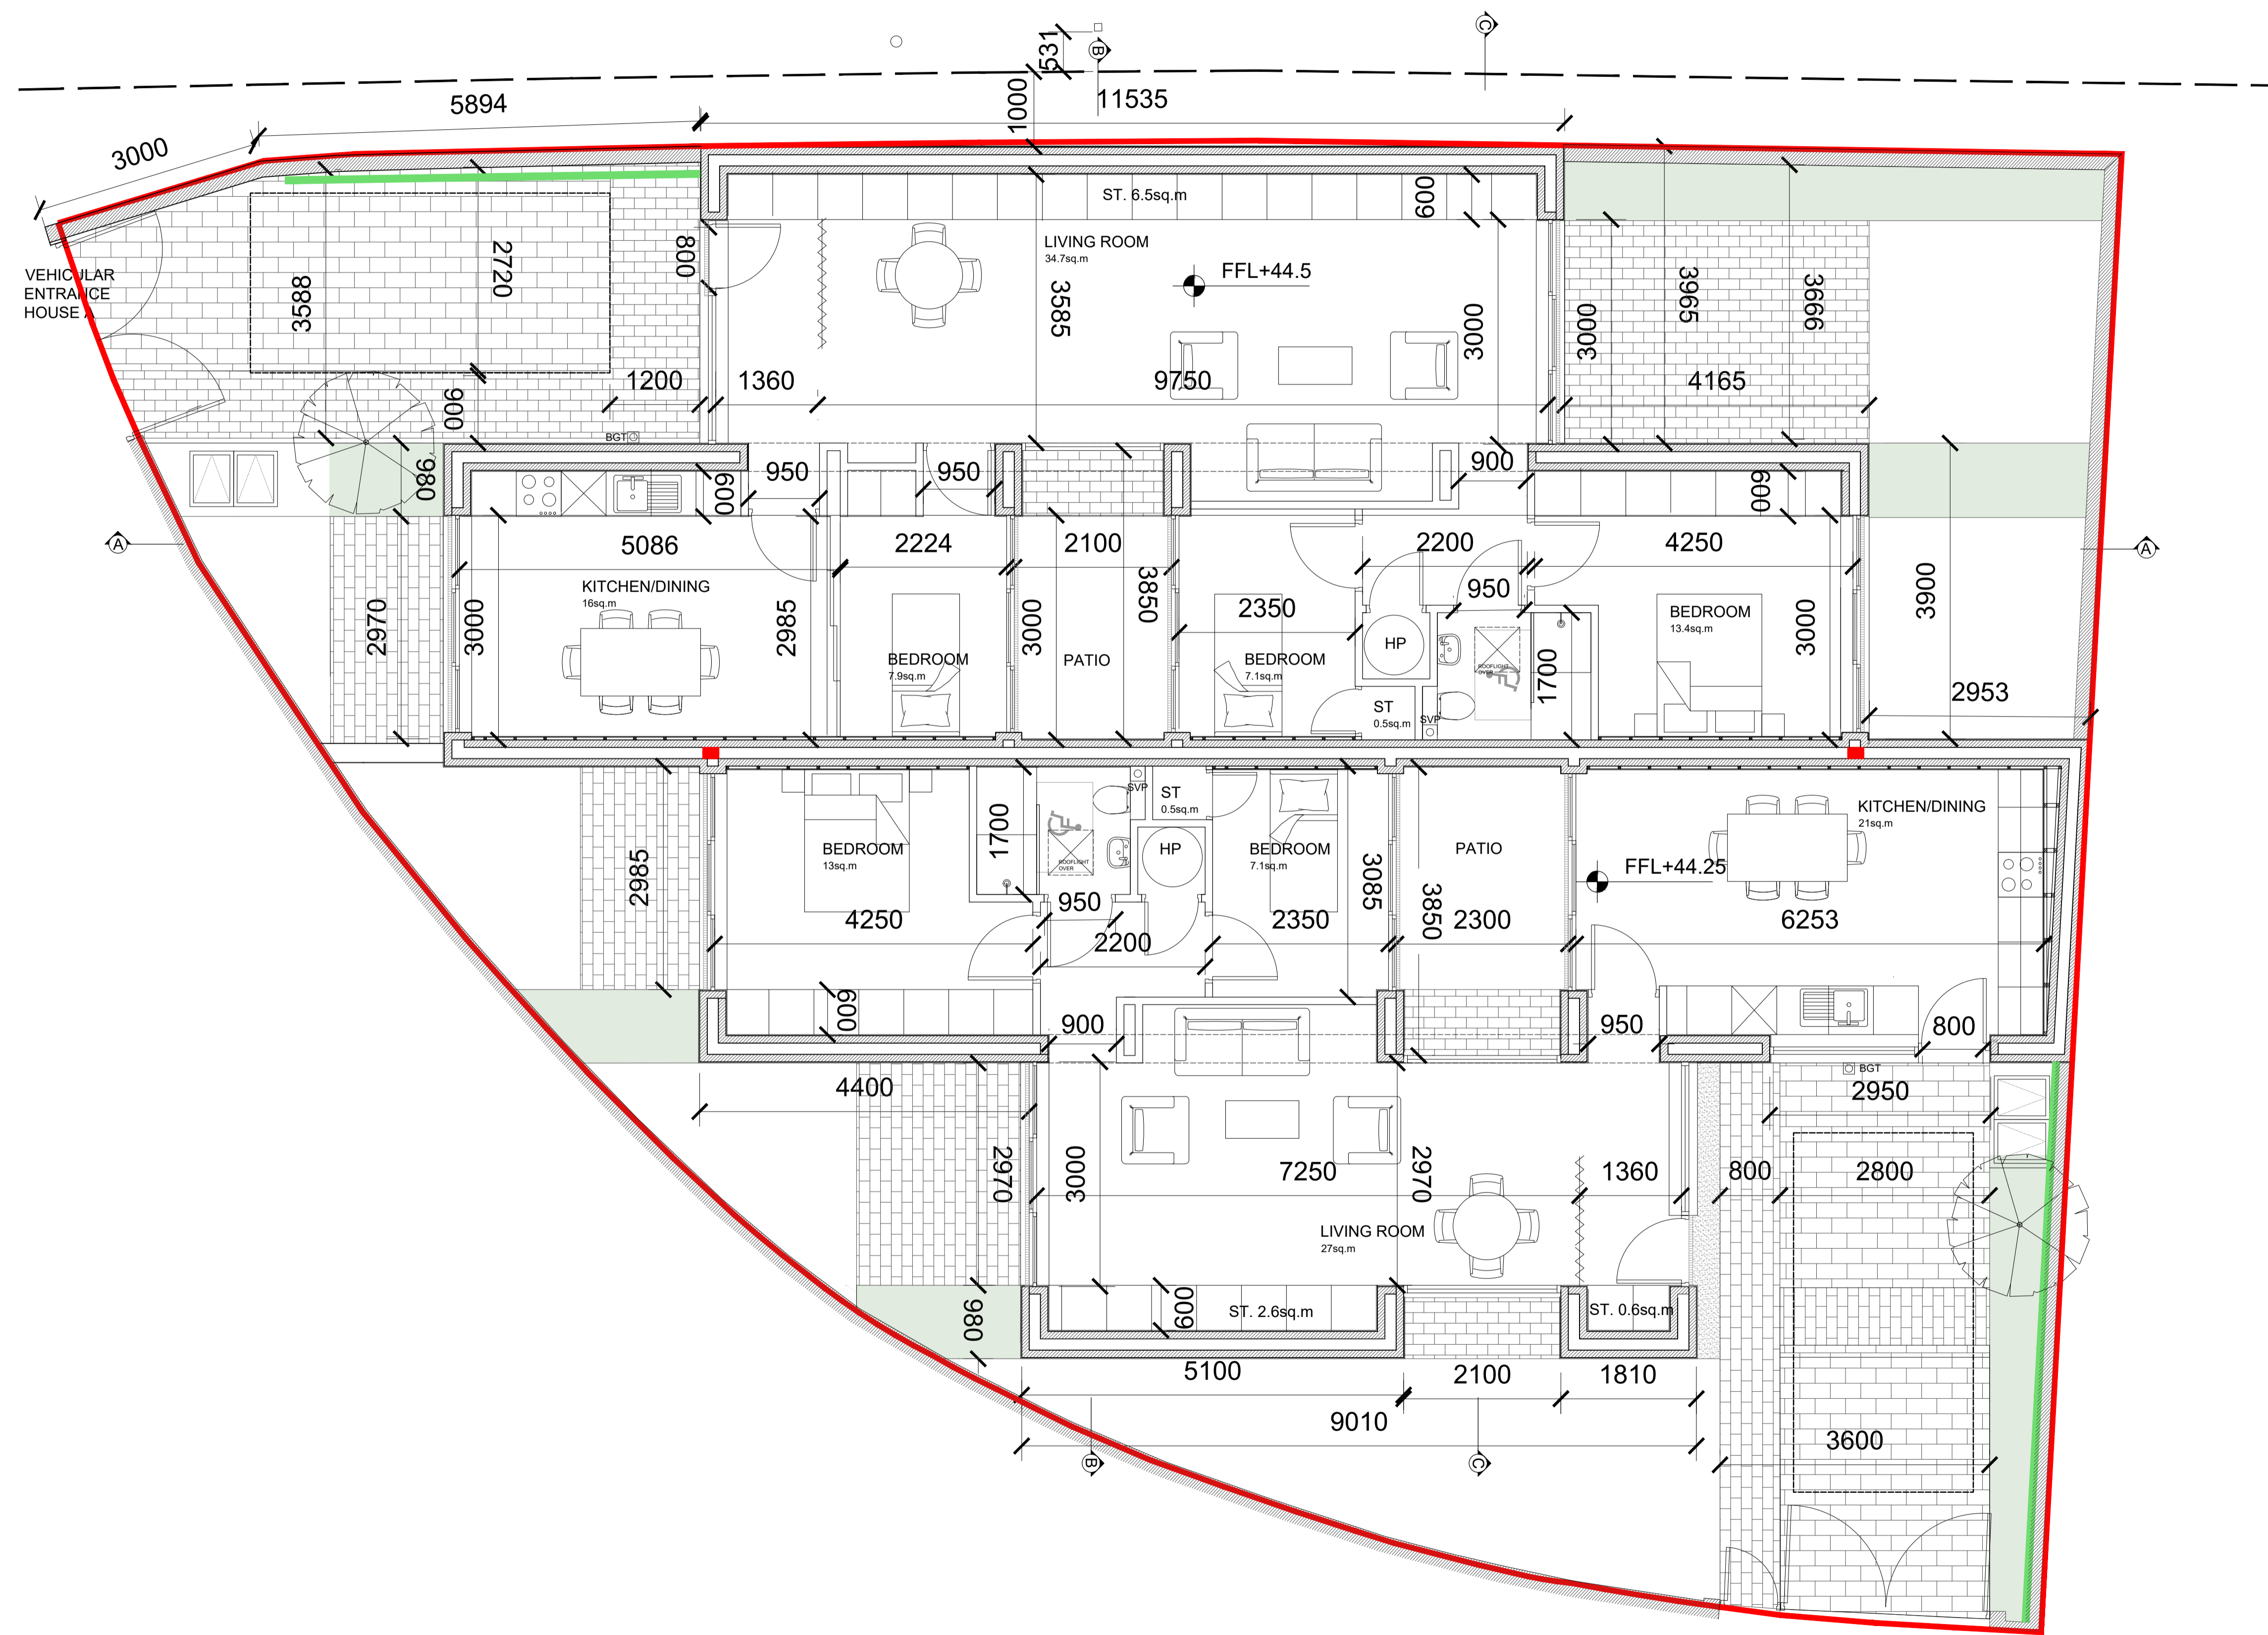 C
531
B
5894
1000
11535
3000
ST. 6.5sq.m
600
LIVING ROOM
34.7sq.m
800
2720
3588
FFL+44.5
VEHICULAR
ENTRANCE
HOUSE A
3585
3000
3000
3965
3666
1200
1360
9750
4165
900
BGT
980
600
950
950
900
600
A
5086
2224
2100
2200
4250
A
KITCHEN/DINING
16sq.m
3850
950
3900
2970
3000
2985
3000
2350
BEDROOM
13.4sq.m
3000
HP
BEDROOM
7.9sq.m
PATIO
BEDROOM
7.1sq.m
ROOFLIGHT
OVER
1700
2953
ST
0.5sq.m
SVP
SVP
ST
0.5sq.m
KITCHEN/DINING
21sq.m
1700
BEDROOM
13sq.m
HP
BEDROOM
7.1sq.m
PATIO
ROOFLIGHT
OVER
2985
3085
FFL+44.25
950
3850
4250
2350
2300
6253
2200
600
900
950
800
BGT
4400
2950
2970
3000
7250
2970
1360
800
2800
LIVING ROOM
27sq.m
980
600
ST. 2.6sq.m
ST. 0.6sq.m
5100
2100
1810
9010
3600
B
C